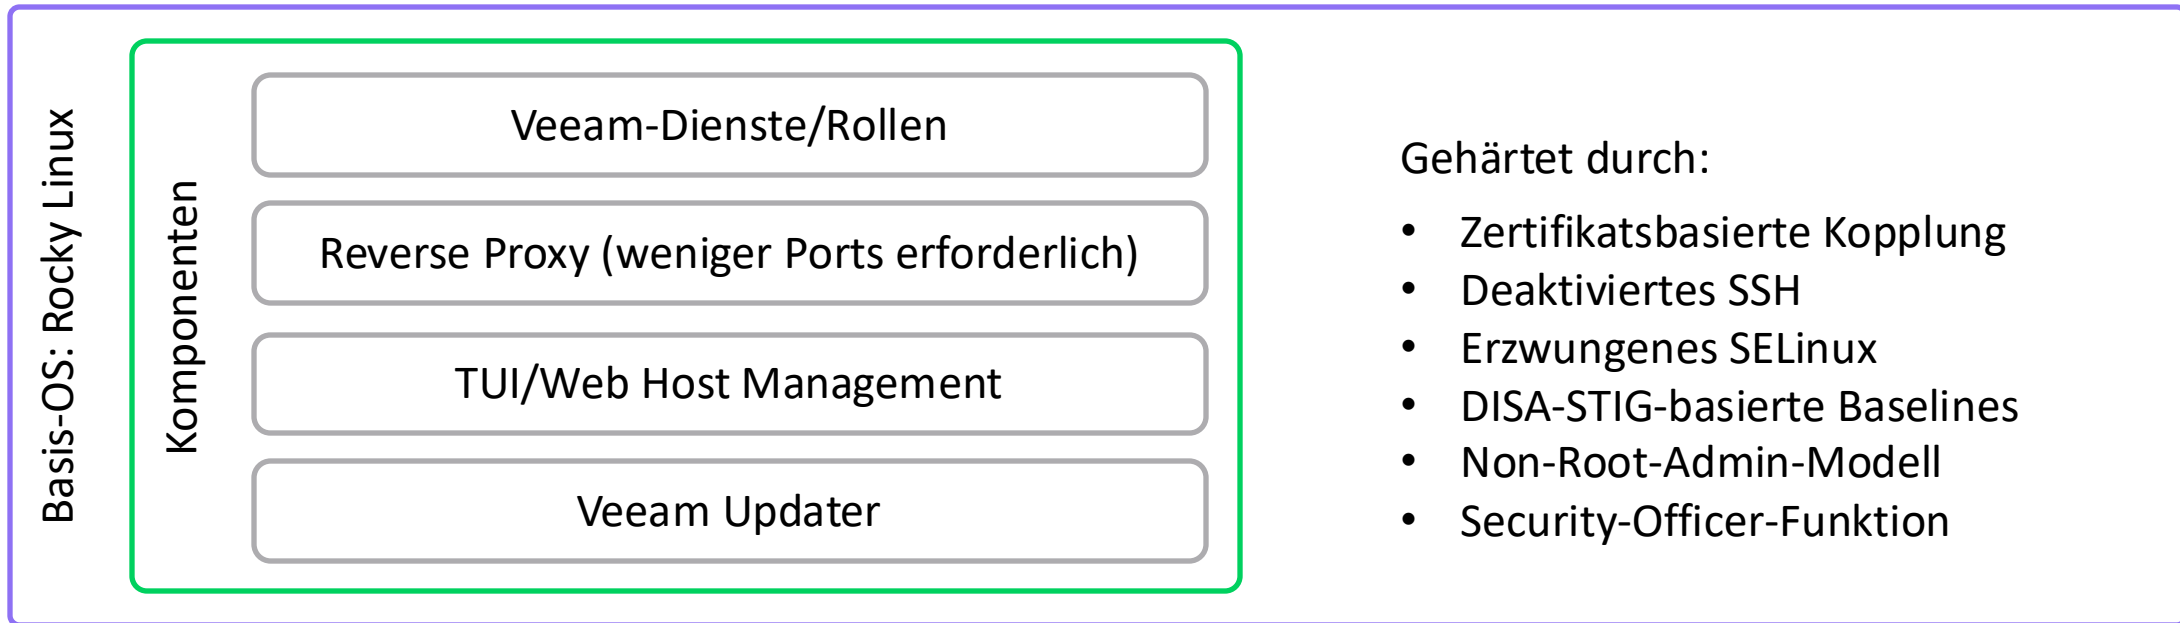 Basis-OS: Rocky Linux
Komponenten
Veeam-Dienste/Rollen
Reverse Proxy (weniger Ports erforderlich)
TUI/Web Host Management
Veeam Updater
Gehärtet durch:
• Zertifikatsbasierte Kopplung
• Deaktiviertes SSH
• Erzwungenes SELinux
• DISA-STIG-basierte Baselines
• Non-Root-Admin-Modell
• Security-Officer-Funktion